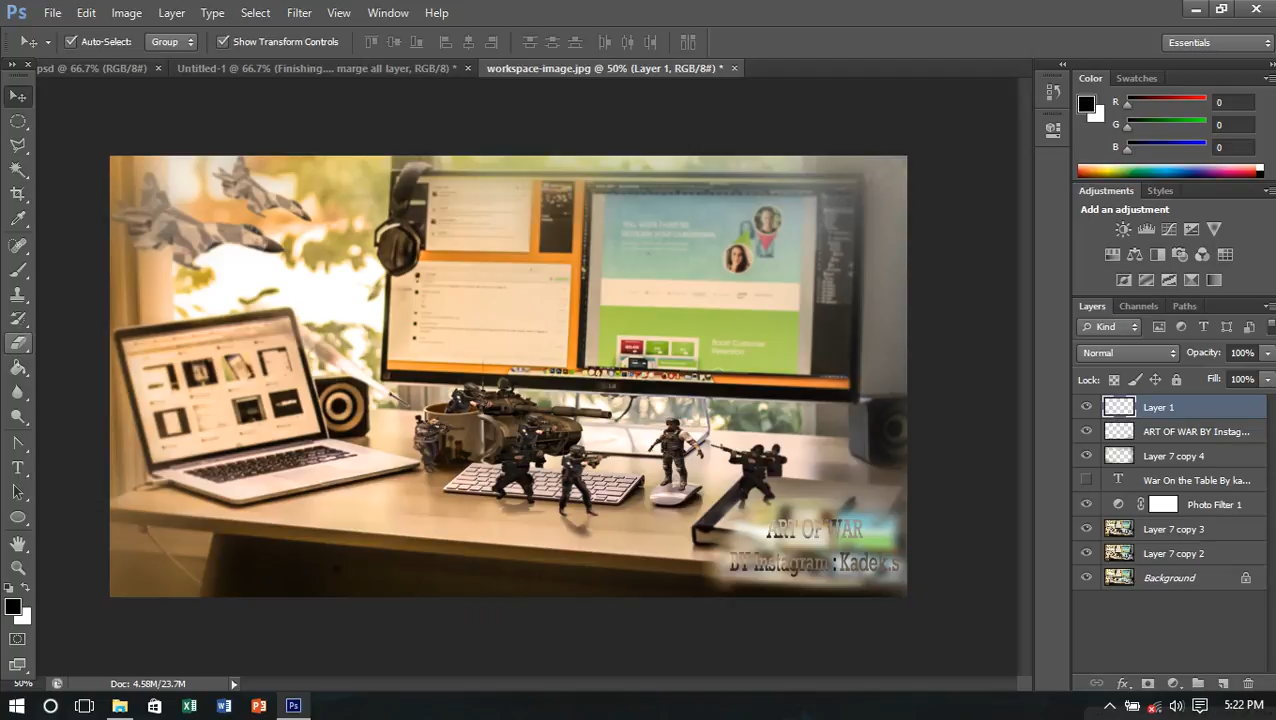 Ps File Edit Image Layer Type Select Filter View Window Help
Auto-Select: Group Show Transform Controls Essentials
psd @ 66.7% (RGB/8#) × Untitled-1 @ 66.7% (Finishing.... marge all layer, RGB/8) * × workspace-image.jpg @ 50% (Layer 1, RGB/8#) * ×
Color Swatches
R 0
G 0
B 0
Adjustments Styles
Add an adjustment
Layers Channels Paths
Kind
Normal Opacity: 100%
Lock: Fill: 100%
Layer 1
ART OF WAR BY Instag...
Layer 7 copy 4
T War On the Table By ka...
Photo Filter 1
Layer 7 copy 3
Layer 7 copy 2
Background
ART OF WAR
BY Instagram : Kadek.s
50% Doc: 4.58M/23.7M
5:22 PM